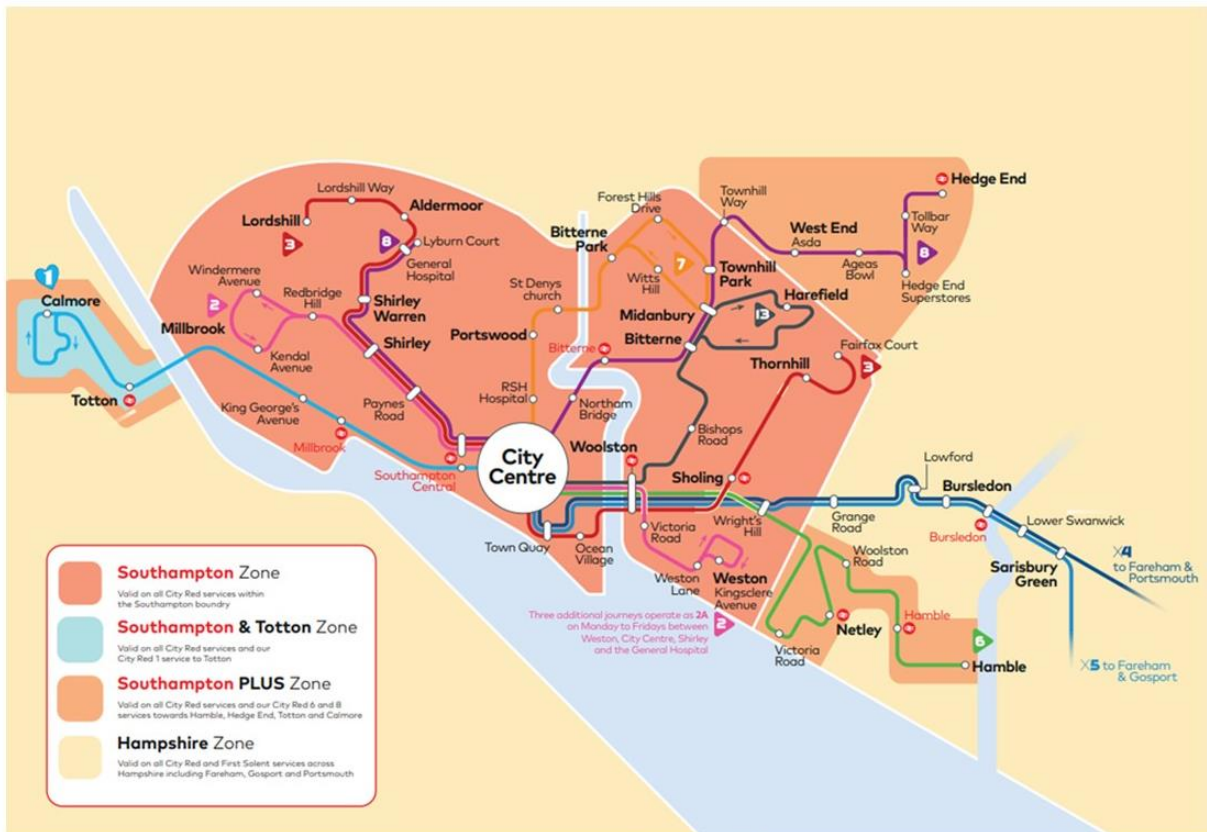 Hedge End
Lordshill Way
Forest Hills
Drive
Townhill
Way
Aldermoor
Lordshill
Tollbar
Way
West End
Asda
3
8
Lyburn Court
Bitterne
Park
General
Hospital
7
Ageas
Bowl
8
1
Windermere
Avenue
Witts
Hill
Townhill
Park
Hedge End
Superstores
Calmore
2
Redbridge
Hill
St Denys
church
Harefield
Shirley
Warren
Midanbury
13
Millbrook
Portswood
Shirley
Bitterne
Bitterne
Fairfax Court
Kendal
Avenue
Thornhill
3
Totton
RSH
Hospital
King George's
Avenue
Paynes
Road
Northam
Bridge
Bishops
Road
Millbrook
Woolston
City
Centre
Lowford
Southampton
Central
Sholing
Bursledon
Town Quay
Ocean
Village
Victoria
Road
Wright's
Hill
Grange
Road
Lower Swanwick
Bursledon
Woolston
Road
X4
to Fareham &
Portsmouth
Sarisbury
Green
Weston
Lane
Weston
Kingsclere
Avenue
Three additional journeys operate as 2A
on Monday to Fridays between
Weston, City Centre, Shirley
and the General Hospital
2
Netley
Hamble
6
Victoria
Road
Hamble
X5 to Fareham
& Gosport
Southampton Zone
Valid on all City Red services within
the Southampton boundry
Southampton & Totton Zone
Valid on all City Red services and our
City Red 1 service to Totton
Southampton PLUS Zone
Valid on all City Red services and our City Red 6 and 8
services towards Hamble, Hedge End, Totton and Calmore
Hampshire Zone
Valid on all City Red and First Solent services across
Hampshire including Fareham, Gosport and Portsmouth